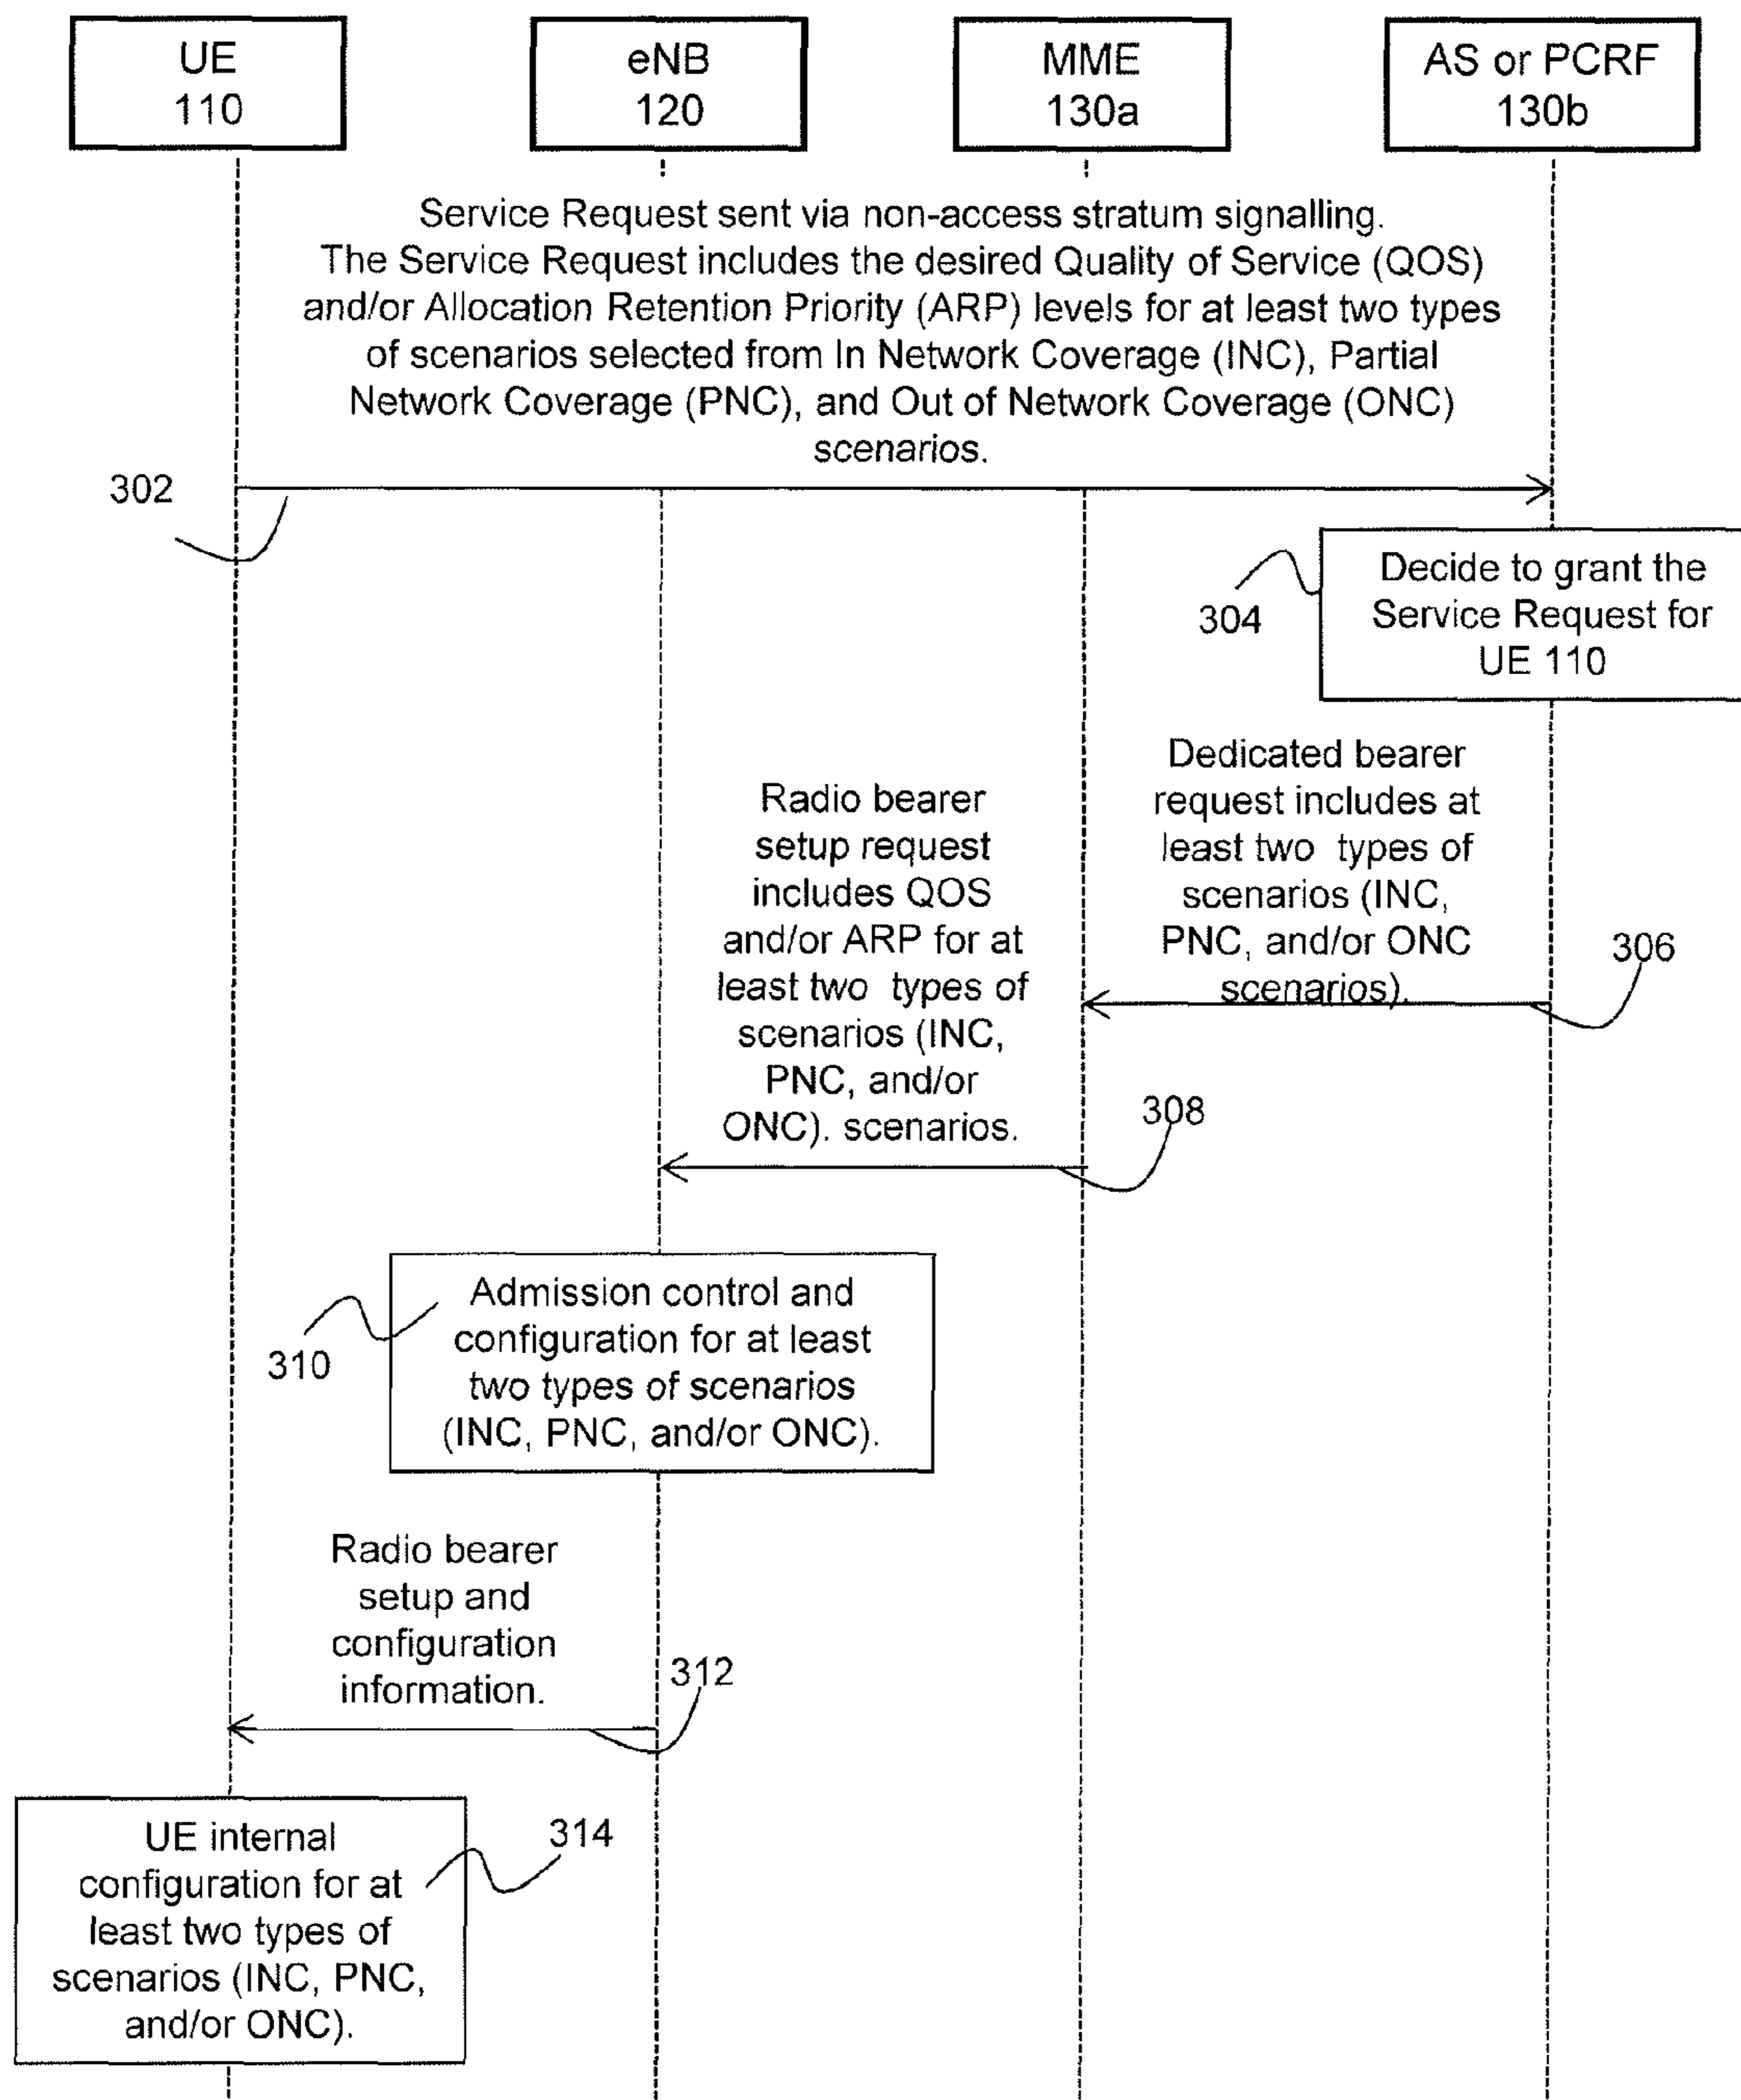 UE
110
eNB
120
MME
130a
AS or PCRF
130b
Service Request sent via non-access stratum signalling.
The Service Request includes the desired Quality of Service (QOS)
and/or Allocation Retention Priority (ARP) levels for at least two types
of scenarios selected from In Network Coverage (INC), Partial
Network Coverage (PNC), and Out of Network Coverage (ONC)
scenarios.
302
304
Decide to grant the
Service Request for
UE 110
Dedicated bearer
request includes at
least two types of
scenarios (INC,
PNC, and/or ONC
scenarios).
306
Radio bearer
setup request
includes QOS
and/or ARP for at
least two types of
scenarios (INC,
PNC, and/or
ONC). scenarios.
308
310
Admission control and
configuration for at least
two types of scenarios
(INC, PNC, and/or ONC).
Radio bearer
setup and
configuration
information.
312
UE internal
configuration for at
least two types of
scenarios (INC, PNC,
and/or ONC).
314